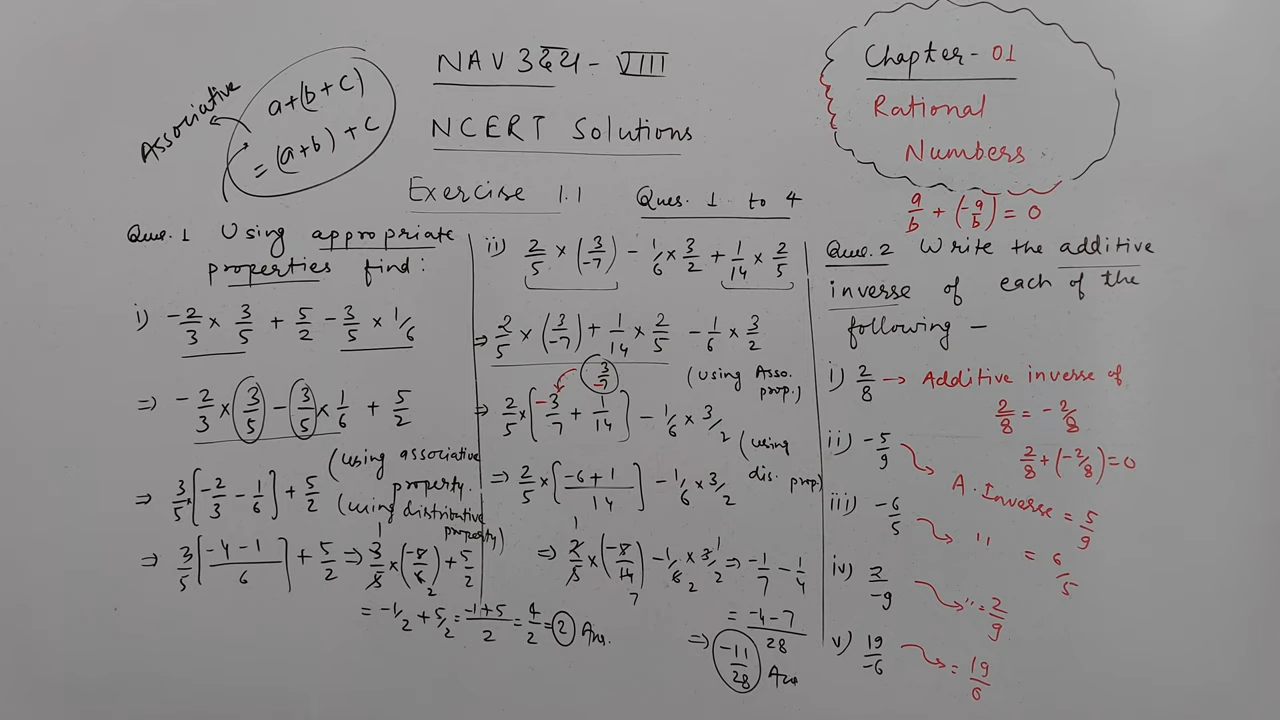 NAV 3रंग - VIII
NCERT Solutions
Exercise 1.1 Ques. 1 to 4
Chapter - 01
Rational
Numbers
a/b + (-a/b) = 0
Associative
a+(b+c)
= (a+b)+c
Que. 1 Using appropriate
properties find:
i) -2/3 × 3/5 + 5/2 - 3/5 × 1/6
⇒ -2/3 × 3/5 - 3/5 × 1/6 + 5/2
(using associative
property.
⇒ 3/5 × [-2/3 - 1/6] + 5/2
(using distributive
property)
⇒ 3/5 [(-4-1)/6] + 5/2 ⇒ 3/5 × (-5/6) + 5/2
1
2
= -1/2 + 5/2 = (-1+5)/2 = 4/2 = 2 Ans.
ii) 2/5 × (3/-7) - 1/6 × 3/2 + 1/14 × 2/5
⇒ 2/5 × (3/-7) + 1/14 × 2/5 - 1/6 × 3/2
(using Asso.
prop.)
3/-7
⇒ 2/5 × [-3/7 + 1/14] - 1/6 × 3/2
(using
dis. prop)
⇒ 2/5 × [(-6+1)/14] - 1/6 × 3/2
⇒ 2/5 × (-5/14) - 1/6 × 3/2 ⇒ -1/7 - 1/4
1
7
2
1
= (-4-7)/28
⇒ -11/28 Ans
Que. 2 Write the additive
inverse of each of the
following -
i) 2/8 → Additive inverse of
2/8 = -2/8
2/8 + (-2/8) = 0
ii) -5/9
A. Inverse = 5/9
iii) -6/5 " = 6/5
iv) 2/-9 " = 2/9
v) 19/-6 = 19/6